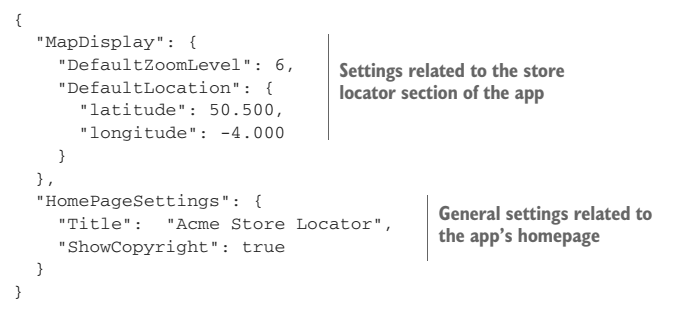 {
  "MapDisplay": {
    "DefaultZoomLevel": 6,
    "DefaultLocation": {
      "latitude": 50.500,
      "longitude": -4.000
    }
  },
  "HomePageSettings": {
    "Title":  "Acme Store Locator",
    "ShowCopyright": true
  }
}
Settings related to the store
locator section of the app
General settings related to
the app's homepage